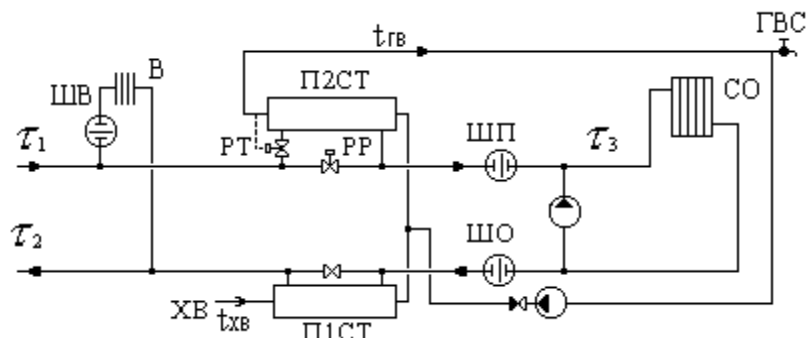 ГВС
tГВ
В
П2СТ
СО
ШВ
τ1
РТ
РР
ШП
τ3
τ2
ШО
ХВ
tХВ
П1СТ